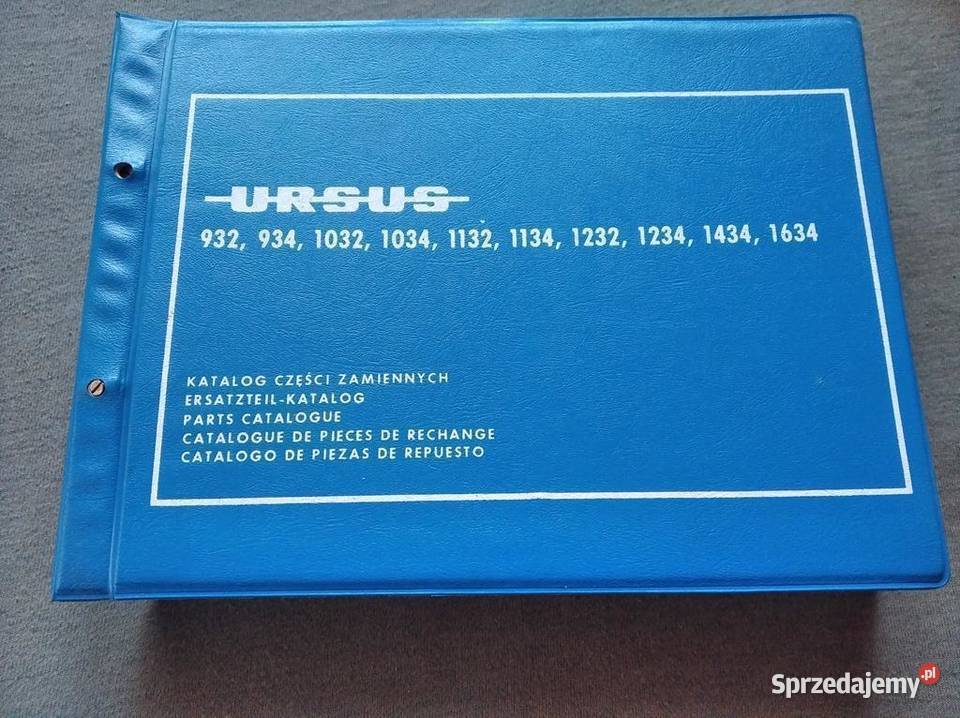 URSUS
932, 934, 1032, 1034, 1132, 1134, 1232, 1234, 1434, 1634
KATALOG CZĘŚCI ZAMIENNYCH
ERSATZTEIL-KATALOG
PARTS CATALOGUE
CATALOGUE DE PIECES DE RECHANGE
CATALOGO DE PIEZAS DE REPUESTO
Sprzedajemy.pl